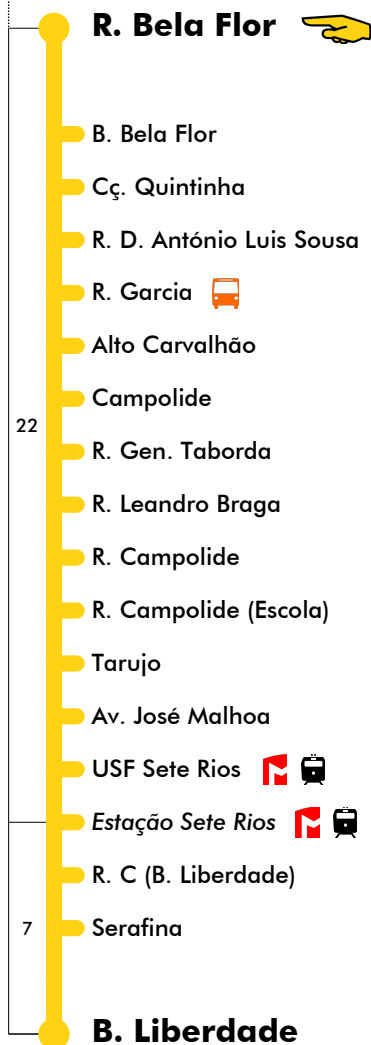 R. Bela Flor
B. Bela Flor
Cç. Quintinha
R. D. António Luis Sousa
R. Garcia
Alto Carvalhão
Campolide
22
R. Gen. Taborda
R. Leandro Braga
R. Campolide
R. Campolide (Escola)
Tarujo
Av. José Malhoa
USF Sete Rios
Estação Sete Rios
R. C (B. Liberdade)
7
Serafina
B. Liberdade